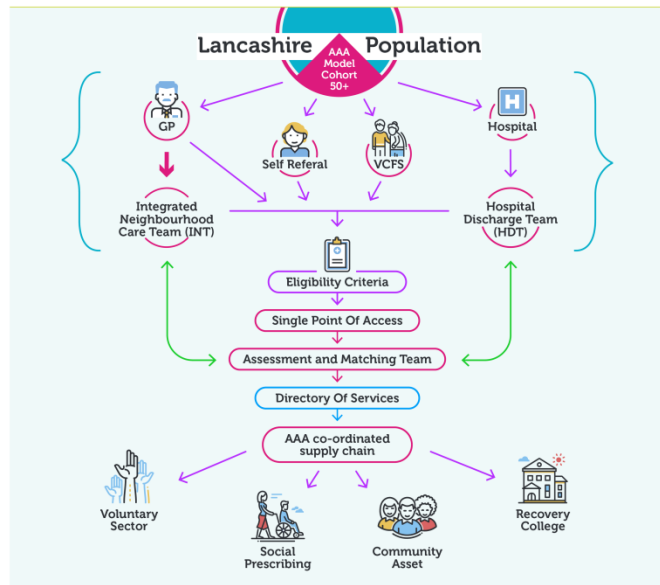 Lancashire Population
AAA
Model
Cohort
50+
GP
Self Referal
VCFS
H
Hospital
Integrated
Neighbourhood
Care Team (INT)
Hospital
Discharge Team
(HDT)
Eligibility Criteria
Single Point Of Access
Assessment and Matching Team
Directory Of Services
AAA co-ordinated
supply chain
Voluntary
Sector
Social
Prescribing
Community
Asset
Recovery
College